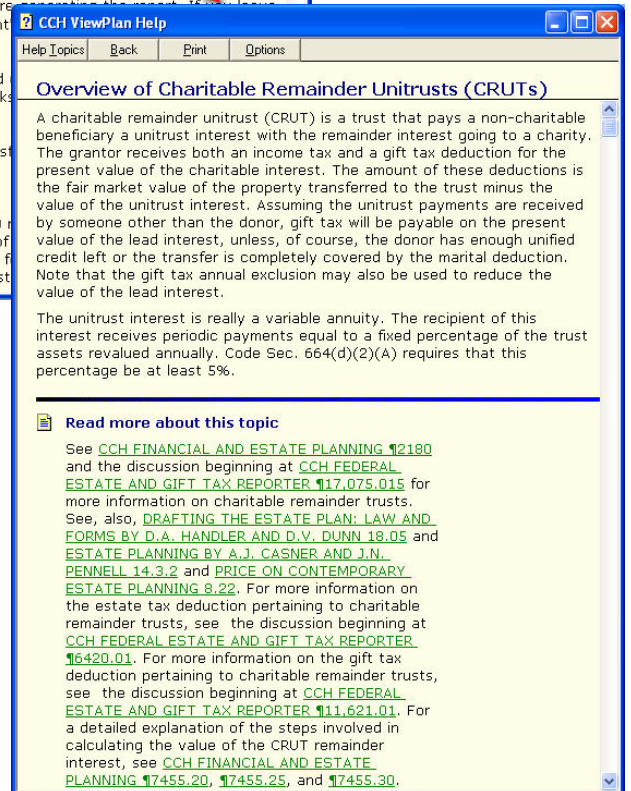 re generating the report. If you leave
CCH ViewPlan Help
Help Topics Back Print Options
Overview of Charitable Remainder Unitrusts (CRUTs)
A charitable remainder unitrust (CRUT) is a trust that pays a non-charitable
beneficiary a unitrust interest with the remainder interest going to a charity.
The grantor receives both an income tax and a gift tax deduction for the
present value of the charitable interest. The amount of these deductions is
the fair market value of the property transferred to the trust minus the
value of the unitrust interest. Assuming the unitrust payments are received
by someone other than the donor, gift tax will be payable on the present
value of the lead interest, unless, of course, the donor has enough unified
credit left or the transfer is completely covered by the marital deduction.
Note that the gift tax annual exclusion may also be used to reduce the
value of the lead interest.
The unitrust interest is really a variable annuity. The recipient of this
interest receives periodic payments equal to a fixed percentage of the trust
assets revalued annually. Code Sec. 664(d)(2)(A) requires that this
percentage be at least 5%.
Read more about this topic
See CCH FINANCIAL AND ESTATE PLANNING ¶2180
and the discussion beginning at CCH FEDERAL
ESTATE AND GIFT TAX REPORTER ¶17,075.015 for
more information on charitable remainder trusts.
See, also, DRAFTING THE ESTATE PLAN: LAW AND
FORMS BY D.A. HANDLER AND D.V. DUNN 18.05 and
ESTATE PLANNING BY A.J. CASNER AND J.N.
PENNELL 14.3.2 and PRICE ON CONTEMPORARY
ESTATE PLANNING 8.22. For more information on
the estate tax deduction pertaining to charitable
remainder trusts, see the discussion beginning at
CCH FEDERAL ESTATE AND GIFT TAX REPORTER
¶6420.01. For more information on the gift tax
deduction pertaining to charitable remainder trusts,
see the discussion beginning at CCH FEDERAL
ESTATE AND GIFT TAX REPORTER ¶11,621.01. For
a detailed explanation of the steps involved in
calculating the value of the CRUT remainder
interest, see CCH FINANCIAL AND ESTATE
PLANNING ¶7455.20, ¶7455.25, and ¶7455.30.